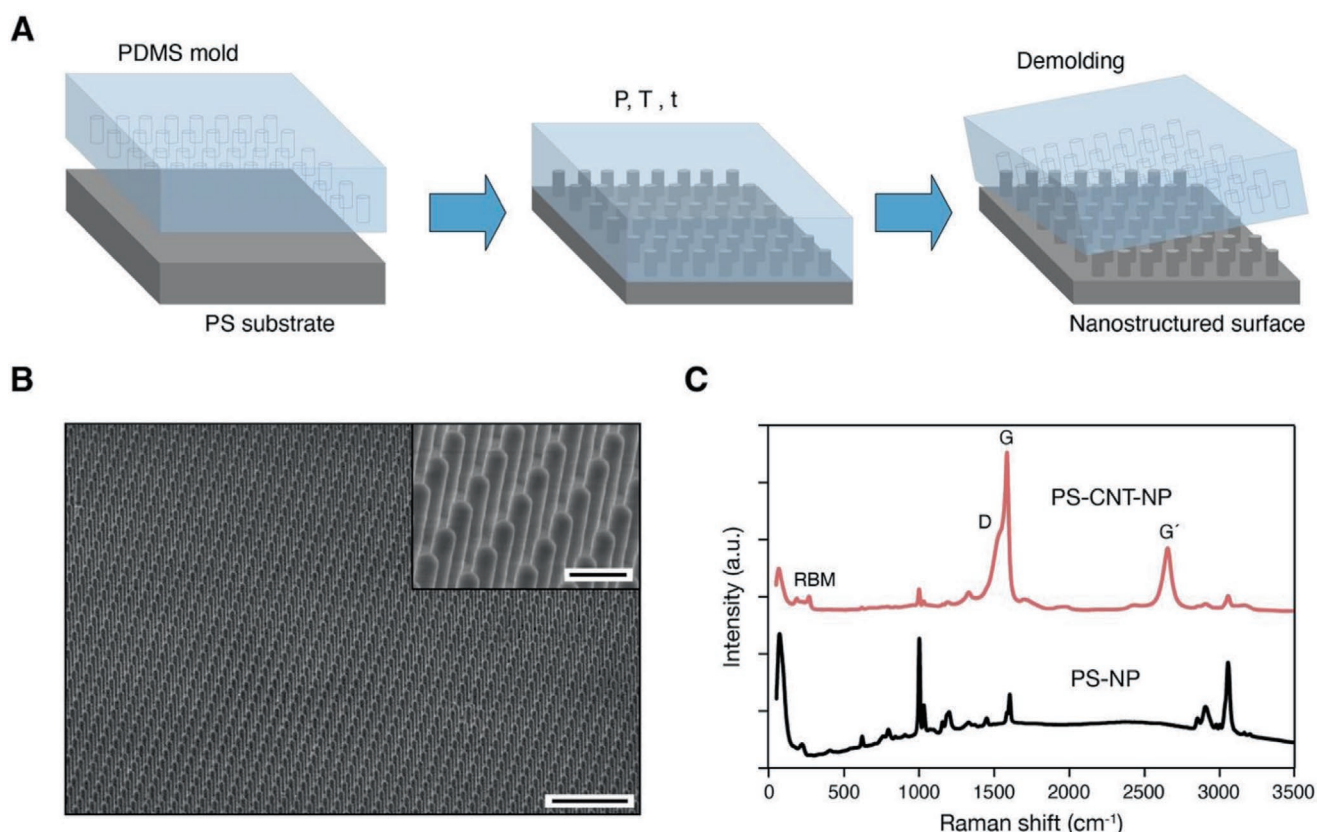 A
PDMS mold
PS substrate
P, T , t
Demolding
Nanostructured surface
B
C
Intensity (a.u.)
G
PS-CNT-NP
D
G´
RBM
PS-NP
0 500 1000 1500 2000 2500 3000 3500
Raman shift (cm⁻¹)